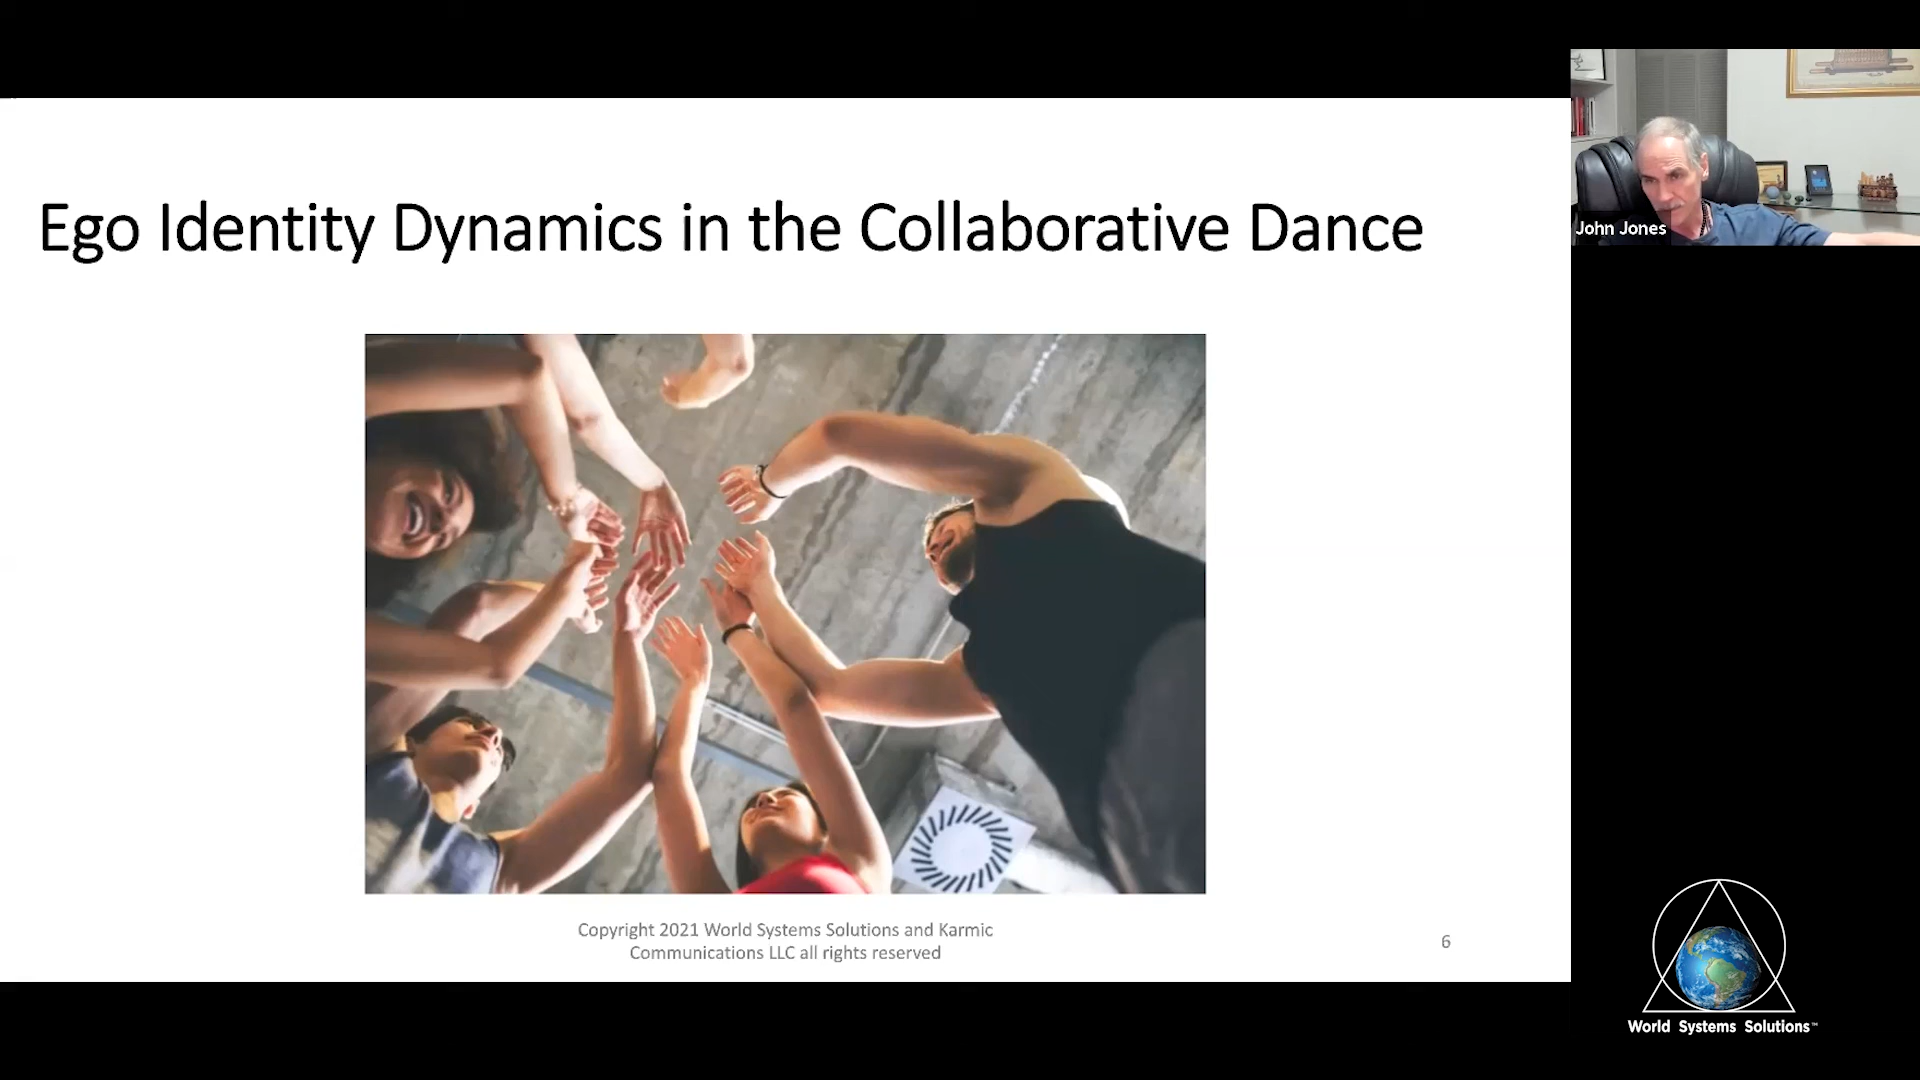 Ego Identity Dynamics in the Collaborative Dance
John Jones
Copyright 2021 World Systems Solutions and Karmic
Communications LLC all rights reserved
6
World Systems Solutions™